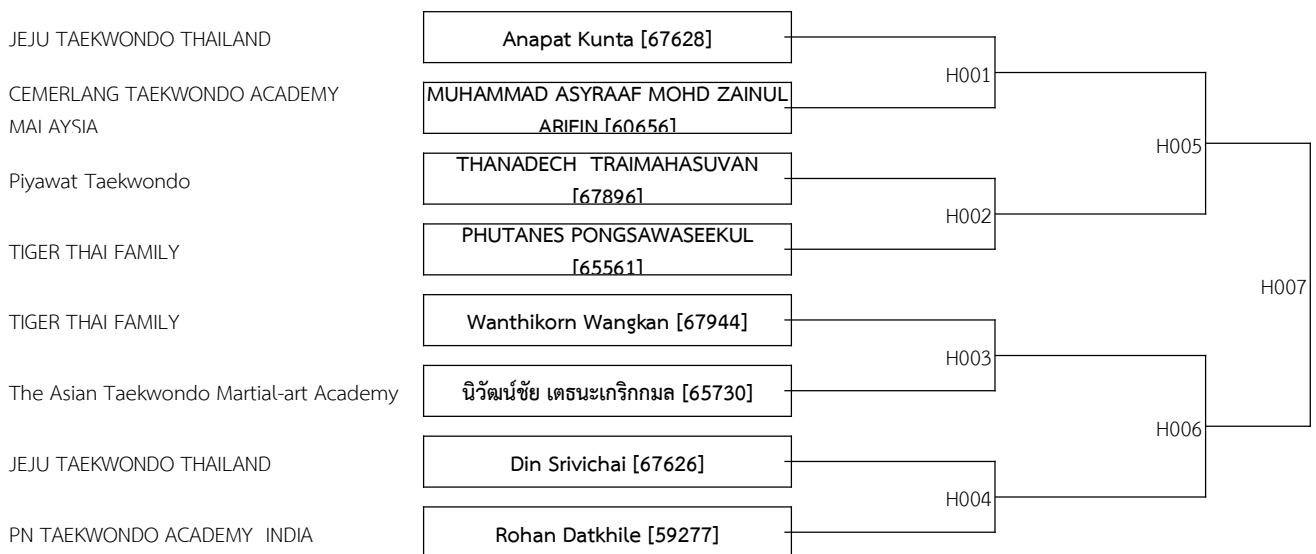 JEJU TAEKWONDO THAILAND
Anapat Kunta [67628]
H001
CEMERLANG TAEKWONDO ACADEMY
MALAYSIA
MUHAMMAD ASYRAAF MOHD ZAINUL
ARIFIN [60656]
H005
Piyawat Taekwondo
THANADECH TRAIMAHASUVAN
[67896]
H002
TIGER THAI FAMILY
PHUTANES PONGSAWASEEKUL
[65561]
H007
TIGER THAI FAMILY
Wanthikorn Wangkan [67944]
H003
The Asian Taekwondo Martial-art Academy
นิวัฒน์ชัย เตธนะเกริกกมล [65730]
H006
JEJU TAEKWONDO THAILAND
Din Srivichai [67626]
H004
PN TAEKWONDO ACADEMY INDIA
Rohan Datkhile [59277]